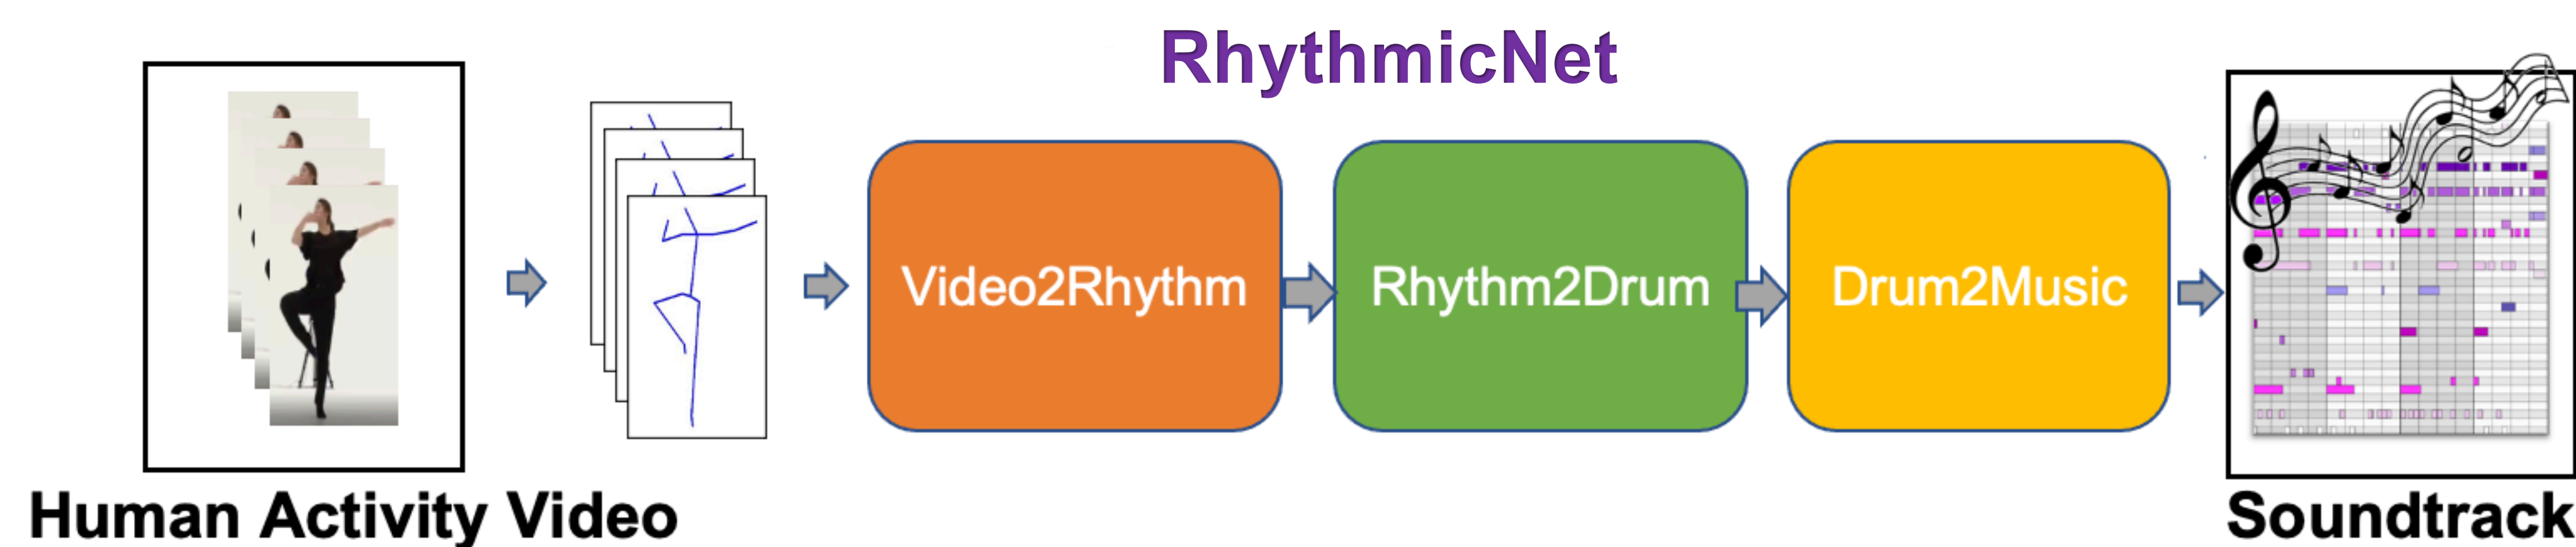 RhythmicNet
Video2Rhythm
Rhythm2Drum
Drum2Music
Human Activity Video
Soundtrack